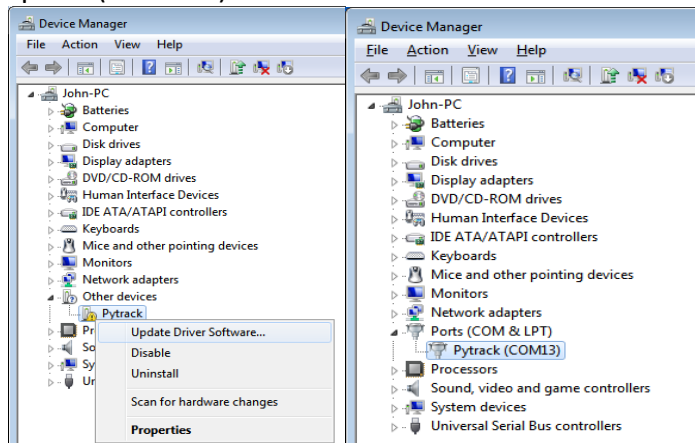 Device Manager
File Action View Help
John-PC
Batteries
Computer
Disk drives
Display adapters
DVD/CD-ROM drives
Human Interface Devices
IDE ATA/ATAPI controllers
Keyboards
Mice and other pointing devices
Monitors
Network adapters
Other devices
Pytrack
Pr
So
Sy
Ur
Update Driver Software...
Disable
Uninstall
Scan for hardware changes
Properties
Device Manager
File Action View Help
John-PC
Batteries
Computer
Disk drives
Display adapters
DVD/CD-ROM drives
Human Interface Devices
IDE ATA/ATAPI controllers
Keyboards
Mice and other pointing devices
Monitors
Network adapters
Ports (COM & LPT)
Pytrack (COM13)
Processors
Sound, video and game controllers
System devices
Universal Serial Bus controllers